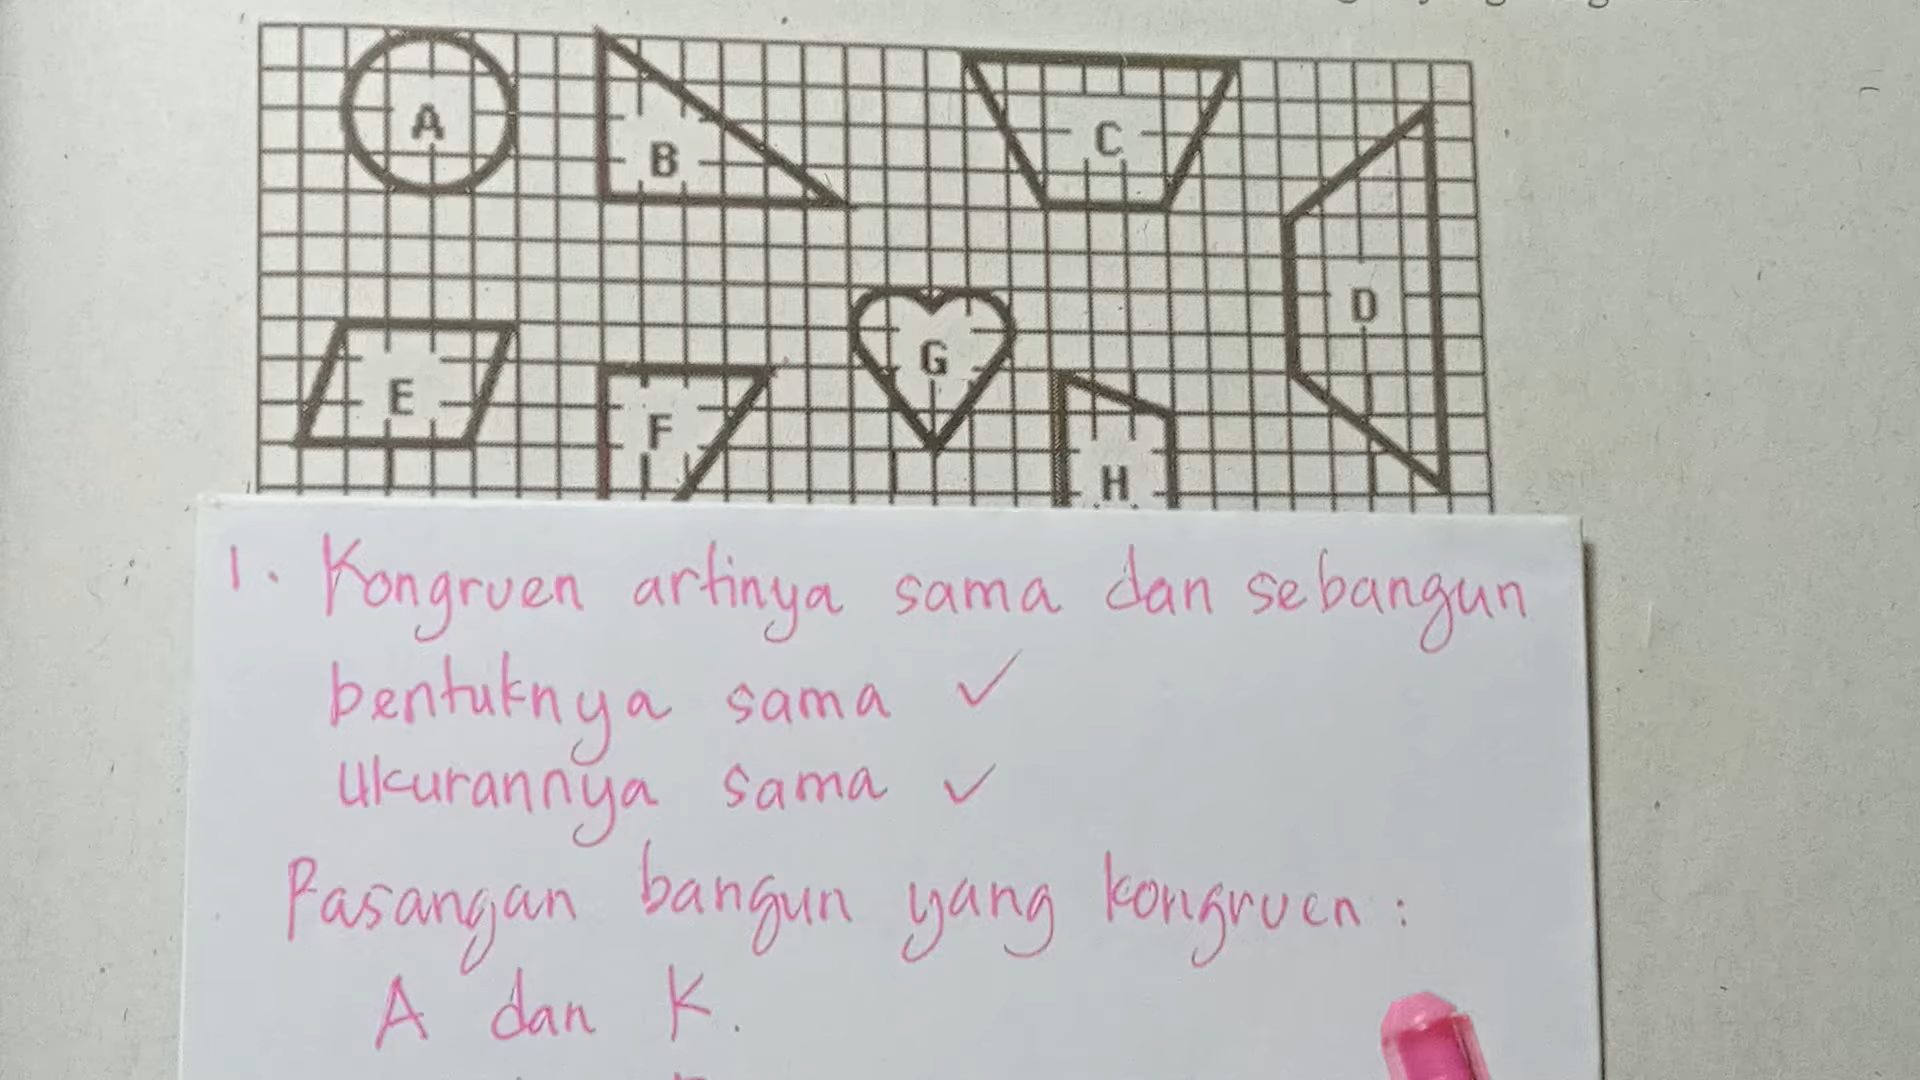 A
B
C
D
E
F
G
H
1. Kongruen artinya sama dan sebangun
bentuknya sama ✓
Ukurannya sama ✓
Pasangan bangun yang kongruen :
A dan K.